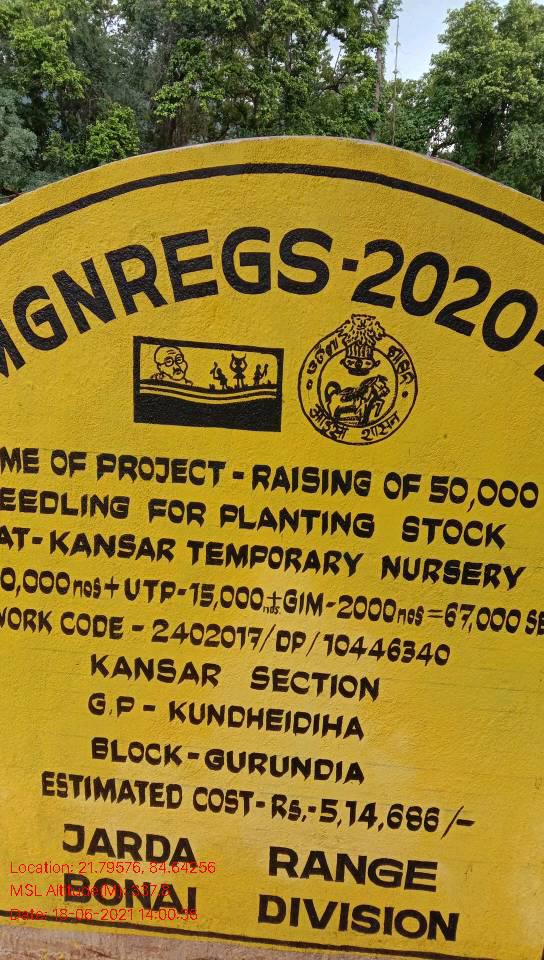 MGNREGS-2020-
ME OF PROJECT-RAISING OF 50,000
EEDLING FOR PLANTING STOCK
AT-KANSAR TEMPORARY NURSERY
0,000nos+UTP-15,000nos+GIM-2000nos=67,000 SE
WORK CODE-2402017/DP/10446340
KANSAR SECTION
G.P- KUNDHEIDIHA
BLOCK-GURUNDIA
ESTIMATED COST-Rs,-5,14,686/-
JARDA RANGE
BONAI DIVISION
Location: 21.79576, 84.64256
MSL Altitude(M):
Date: 18-06-2021 14:00:38